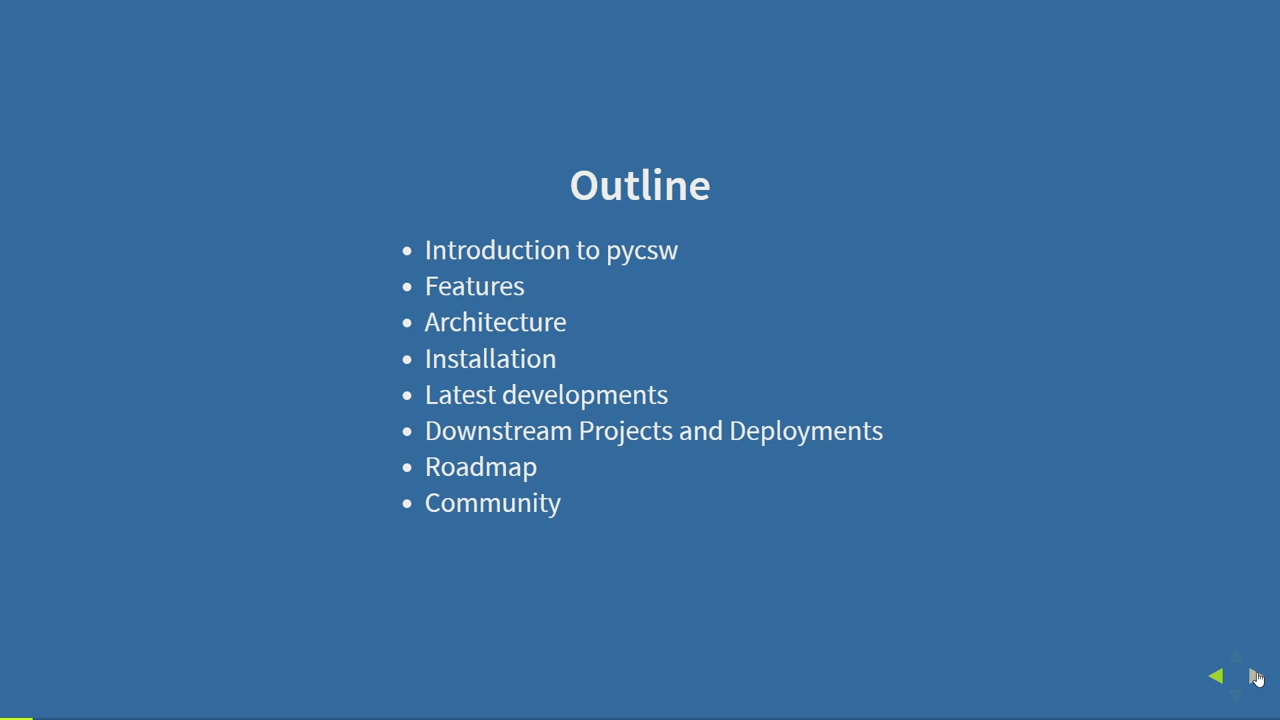 Outline
• Introduction to pycsw
• Features
• Architecture
• Installation
• Latest developments
• Downstream Projects and Deployments
• Roadmap
• Community